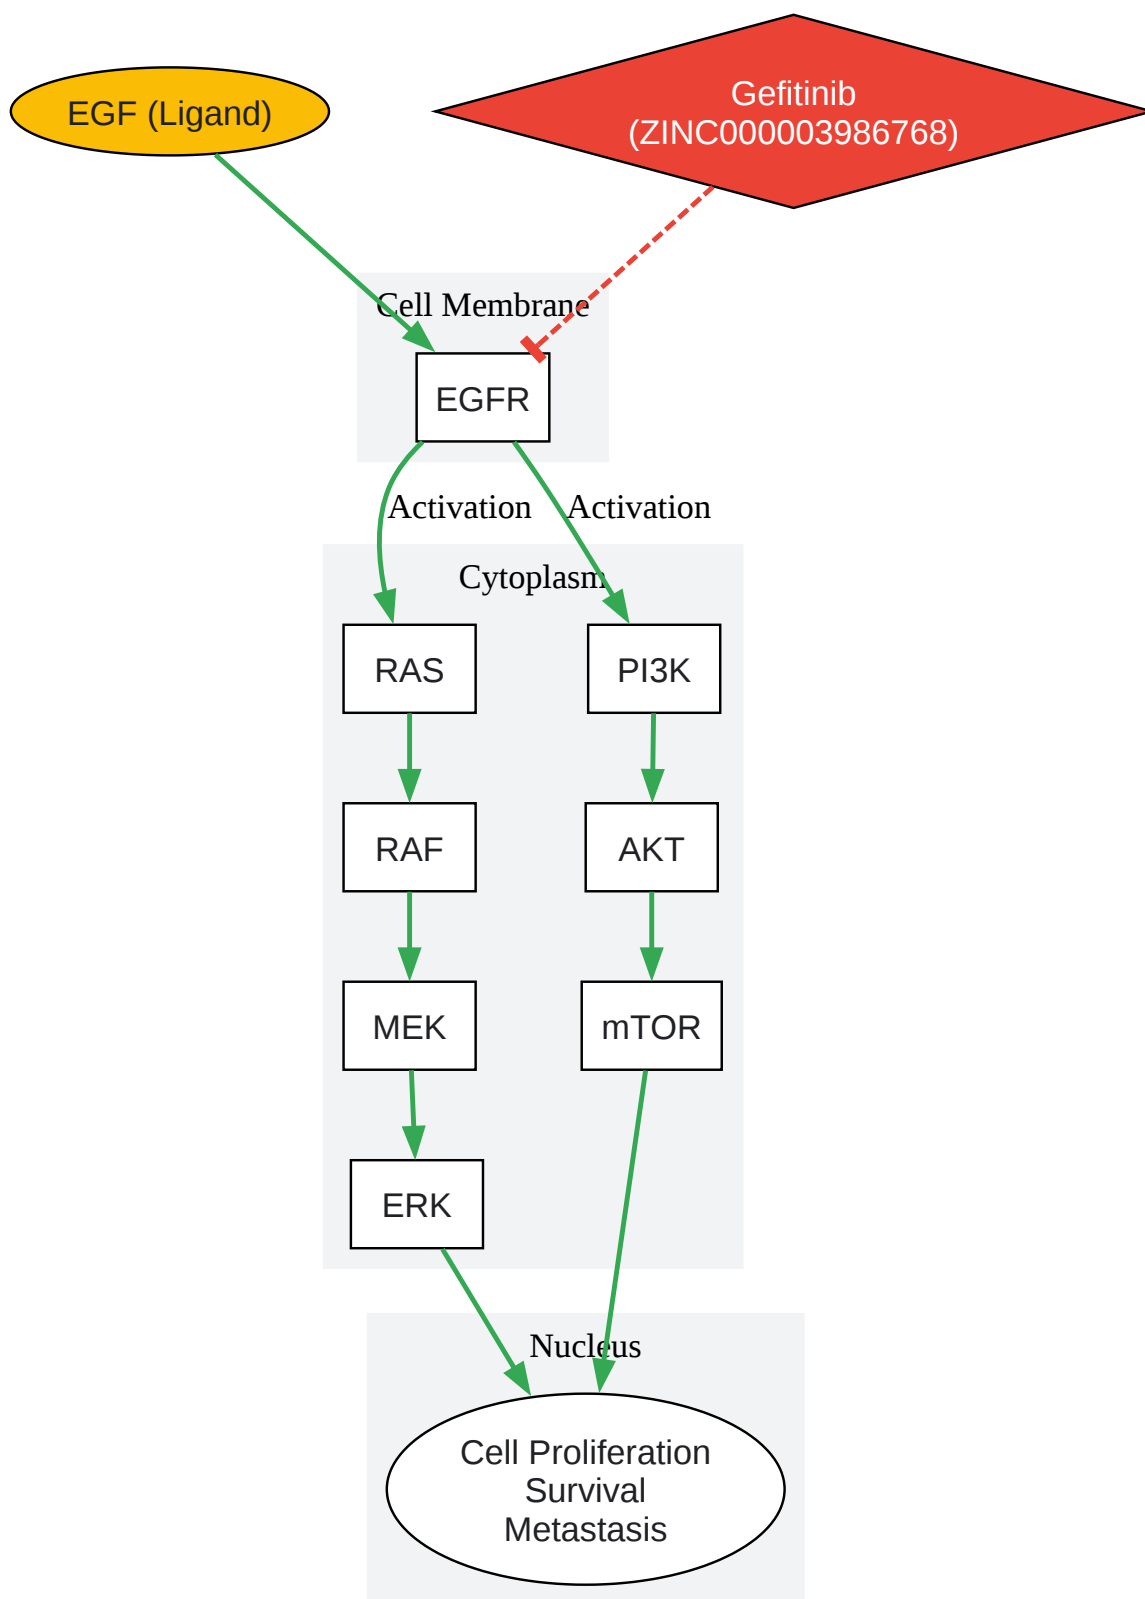 EGF (Ligand)
Gefitinib
(ZINC000003986768)
Cell Membrane
EGFR
Activation
Activation
Cytoplasm
RAS
PI3K
RAF
AKT
MEK
mTOR
ERK
Nucleus
Cell Proliferation
Survival
Metastasis